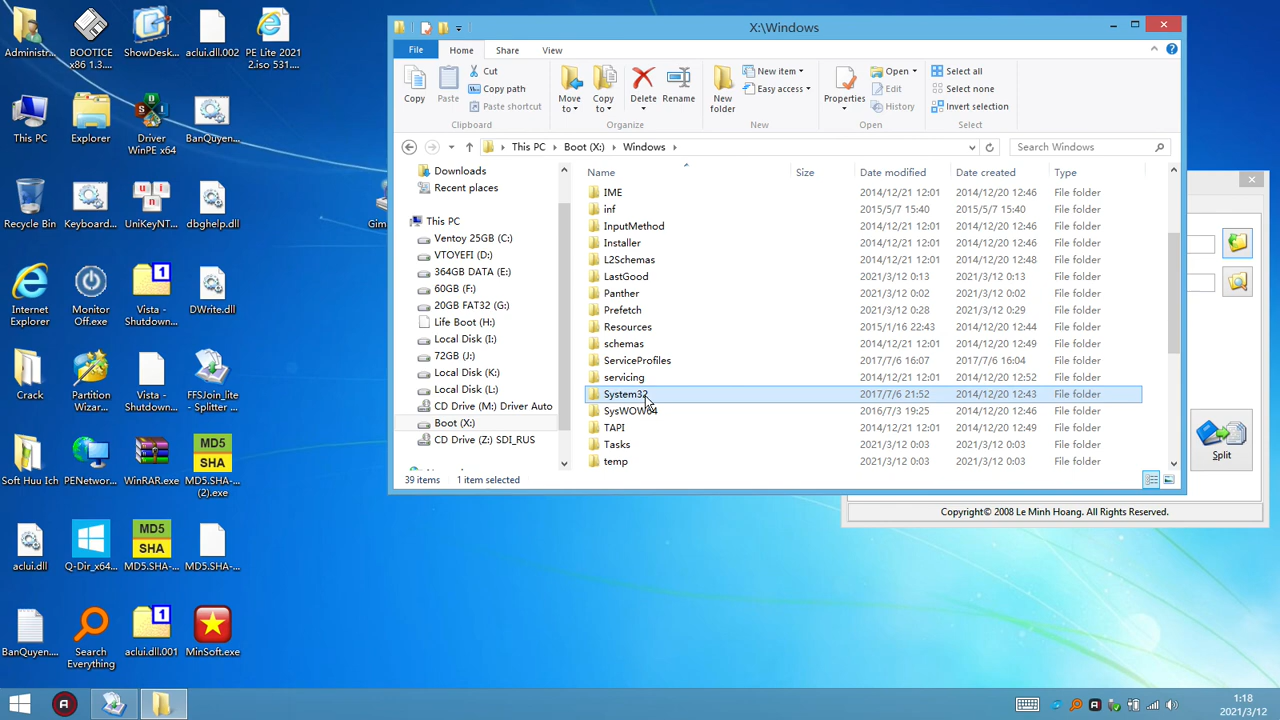 Administr...
BOOTICE
x86 1.3....
ShowDesk...
aclui.dll.002
PE Lite 2021
2.iso 531....
This PC
Explorer
Driver
WinPE x64
BanQuyen...
Recycle Bin
Keyboard...
UniKeyNT...
dbghelp.dll
Gim
Internet
Explorer
Monitor
Off.exe
Vista -
Shutdown...
DWrite.dll
Crack
Partition
Wizar...
Vista -
Shutdown...
FFSJoin_lite
- Splitter ...
Soft Huu Ich
PENetwor...
WinRAR.exe
MD5
SHA
MD5.SHA-...
(2).exe
aclui.dll
Q-Dir_x64...
MD5
SHA
MD5.SHA-...
MD5.SHA-...
BanQuyen...
Search
Everything
aclui.dll.001
MinSoft.exe
X:\Windows
File
Home
Share
View
Copy
Paste
Cut
Copy path
Paste shortcut
Clipboard
Move
to
Copy
to
Delete
Rename
Organize
New
folder
New item
Easy access
New
Properties
Open
Edit
History
Open
Select all
Select none
Invert selection
Select
This PC
Boot (X:)
Windows
Search Windows
Downloads
Recent places
This PC
Ventoy 25GB (C:)
VTOYEFI (D:)
364GB DATA (E:)
60GB (F:)
20GB FAT32 (G:)
Life Boot (H:)
Local Disk (I:)
72GB (J:)
Local Disk (K:)
Local Disk (L:)
CD Drive (M:) Driver Auto
Boot (X:)
CD Drive (Z:) SDI_RUS
Name Size Date modified Date created Type
IME 2014/12/21 12:01 2014/12/20 12:46 File folder
inf 2015/5/7 15:40 2015/5/7 15:40 File folder
InputMethod 2014/12/21 12:01 2014/12/20 12:46 File folder
Installer 2014/12/21 12:01 2014/12/20 12:46 File folder
L2Schemas 2014/12/21 12:01 2014/12/20 12:48 File folder
LastGood 2021/3/12 0:13 2021/3/12 0:13 File folder
Panther 2021/3/12 0:02 2021/3/12 0:02 File folder
Prefetch 2021/3/12 0:28 2021/3/12 0:29 File folder
Resources 2015/1/16 22:43 2014/12/20 12:44 File folder
schemas 2014/12/21 12:01 2014/12/20 12:49 File folder
ServiceProfiles 2017/7/6 16:07 2017/7/6 16:04 File folder
servicing 2014/12/21 12:01 2014/12/20 12:52 File folder
System32 2017/7/6 21:52 2014/12/20 12:43 File folder
SysWOW64 2016/7/3 19:25 2014/12/20 12:46 File folder
TAPI 2014/12/21 12:01 2014/12/20 12:49 File folder
Tasks 2021/3/12 0:03 2021/3/12 0:03 File folder
temp 2021/3/12 0:03 2021/3/12 0:03 File folder
39 items 1 item selected
Split
Copyright© 2008 Le Minh Hoang. All Rights Reserved.
1:18
2021/3/12